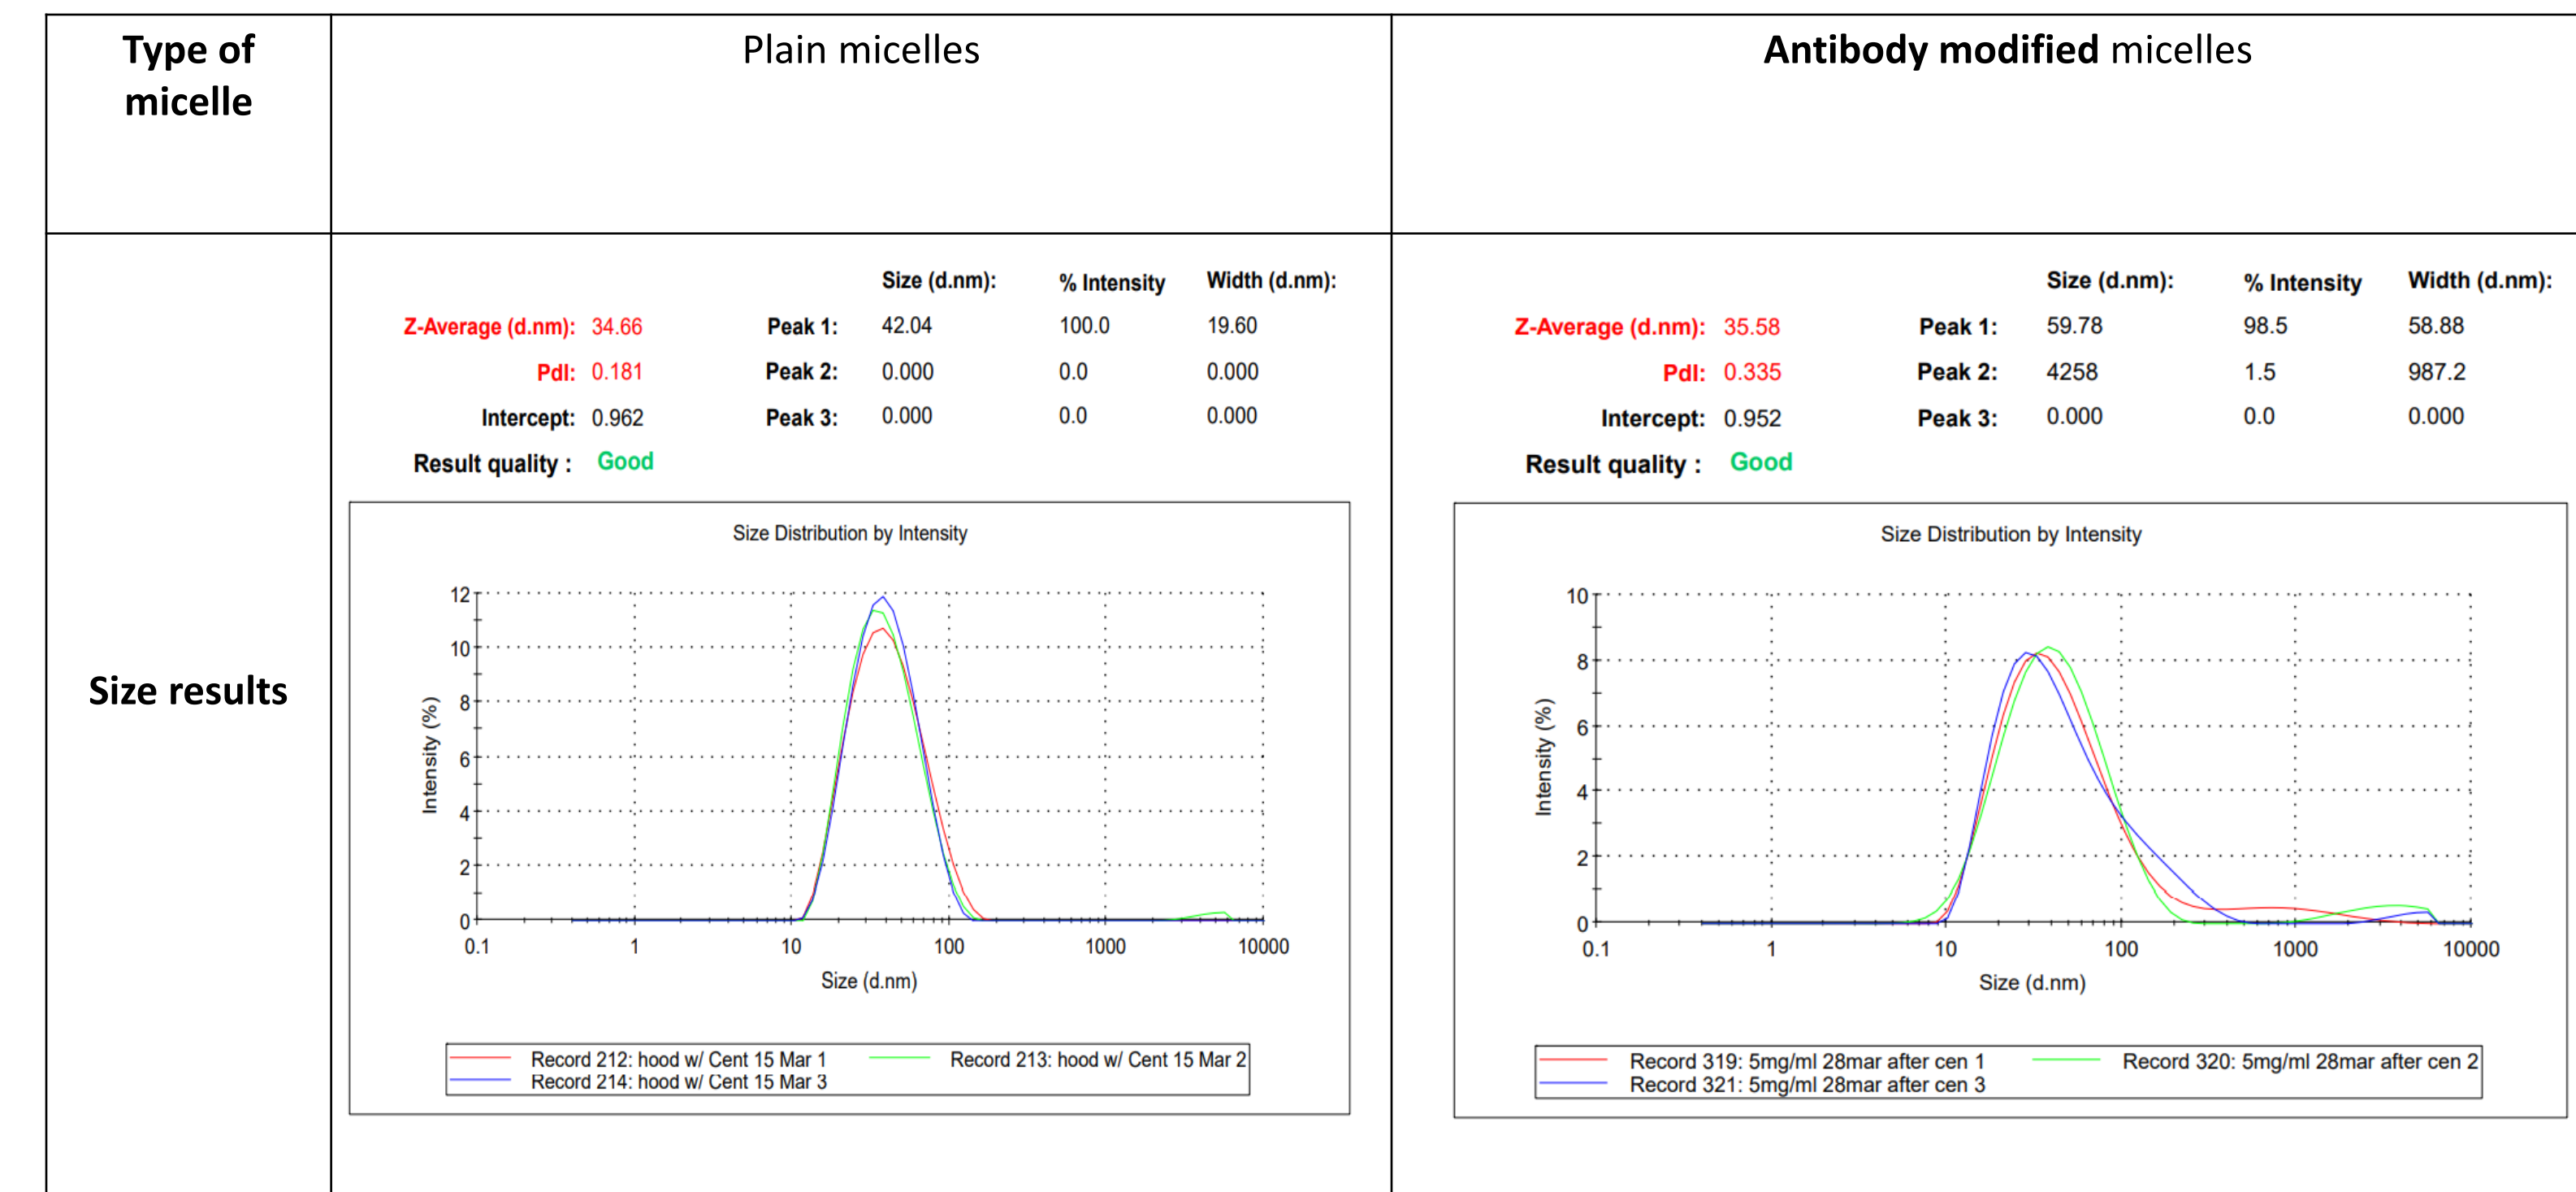 Type of
micelle
Plain micelles
Antibody modified micelles
Size results
Size (d.nm): % Intensity Width (d.nm):
Z-Average (d.nm): 34.66 Peak 1: 42.04 100.0 19.60
PdI: 0.181 Peak 2: 0.000 0.0 0.000
Intercept: 0.962 Peak 3: 0.000 0.0 0.000
Result quality : Good
Size Distribution by Intensity
12
10
8
6
4
2
0
Intensity (%)
0.1 1 10 100 1000 10000
Size (d.nm)
Record 212: hood w/ Cent 15 Mar 1 Record 213: hood w/ Cent 15 Mar 2
Record 214: hood w/ Cent 15 Mar 3
Size (d.nm): % Intensity Width (d.nm):
Z-Average (d.nm): 35.58 Peak 1: 59.78 98.5 58.88
PdI: 0.335 Peak 2: 4258 1.5 987.2
Intercept: 0.952 Peak 3: 0.000 0.0 0.000
Result quality : Good
Size Distribution by Intensity
10
8
6
4
2
0
Intensity (%)
0.1 1 10 100 1000 10000
Size (d.nm)
Record 319: 5mg/ml 28mar after cen 1 Record 320: 5mg/ml 28mar after cen 2
Record 321: 5mg/ml 28mar after cen 3